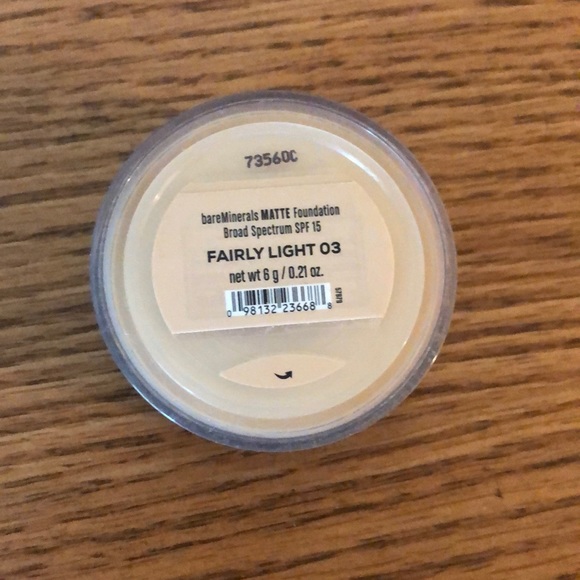 73560C
bareMinerals MATTE Foundation
Broad Spectrum SPF 15
FAIRLY LIGHT 03
net wt 6 g / 0.21 oz.
0 98132 23668 8